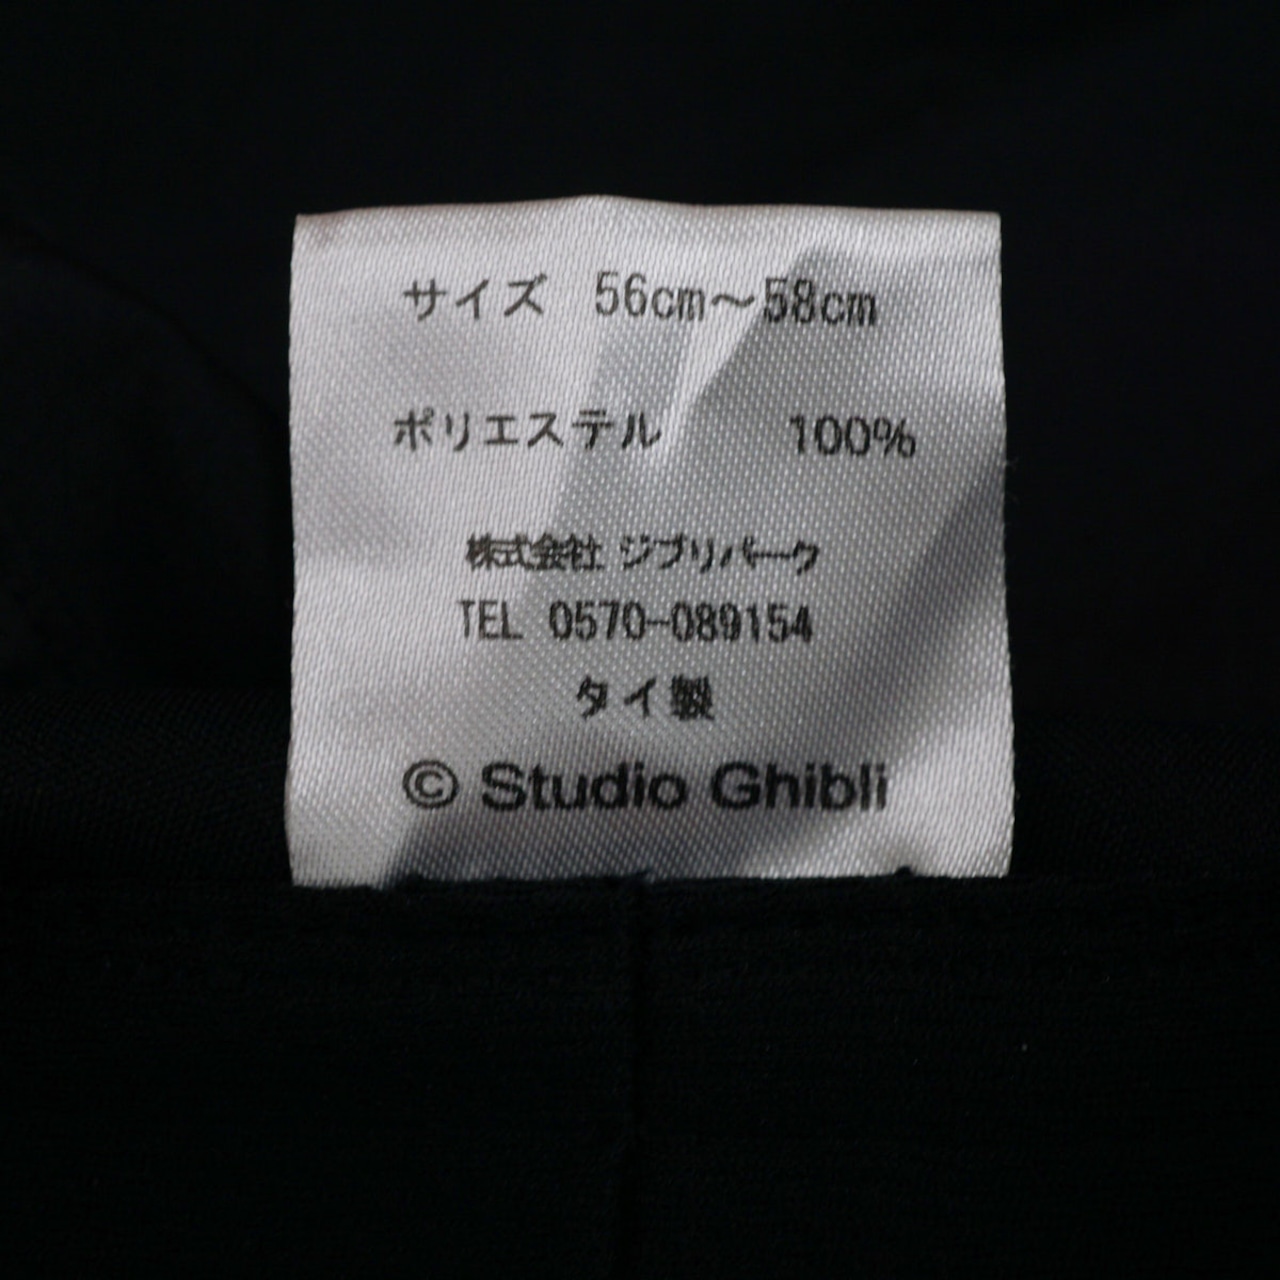 サイズ 56cm～58cm
ポリエステル 100%
株式会社 ジブリパーク
TEL 0570-089154
タイ製
© Studio Ghibli